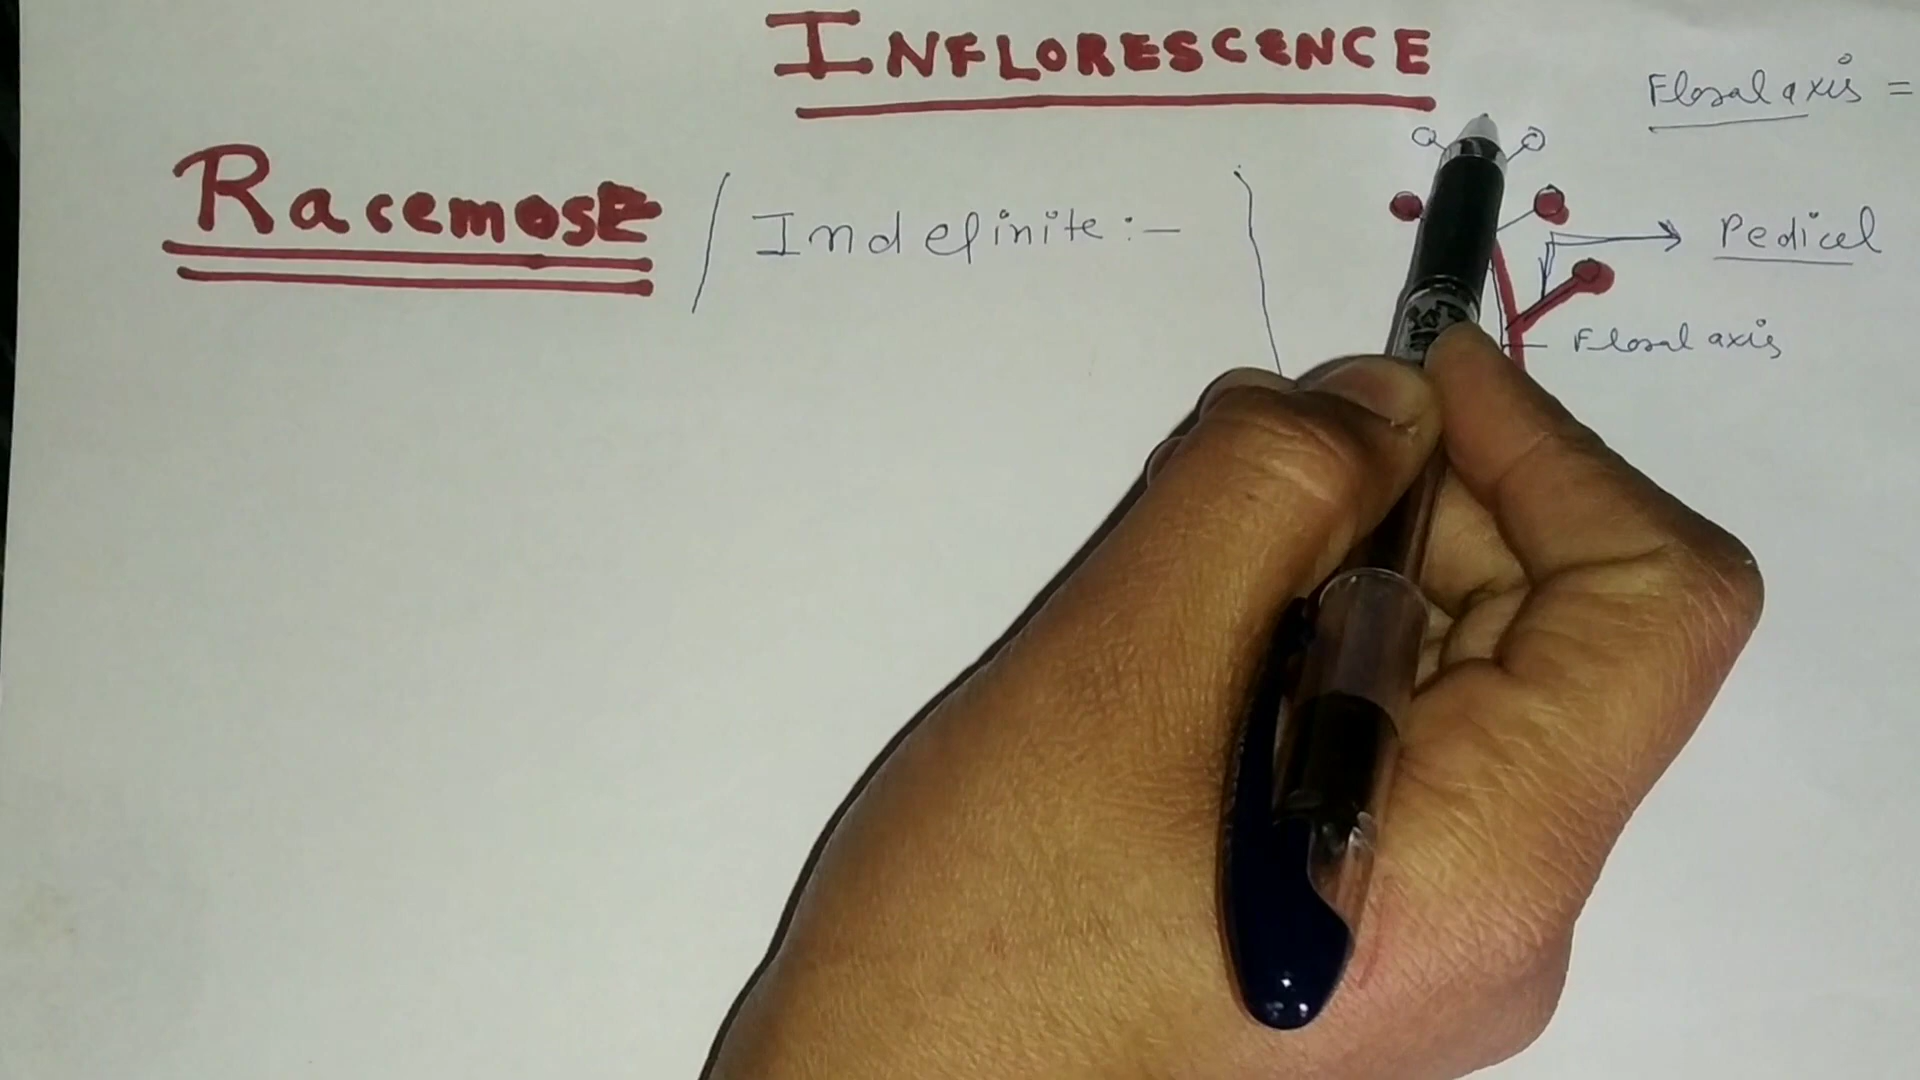 INFLORESCENCE
Floral axis =
Racemose / Indefinite :-
Pedicel
Floral axis